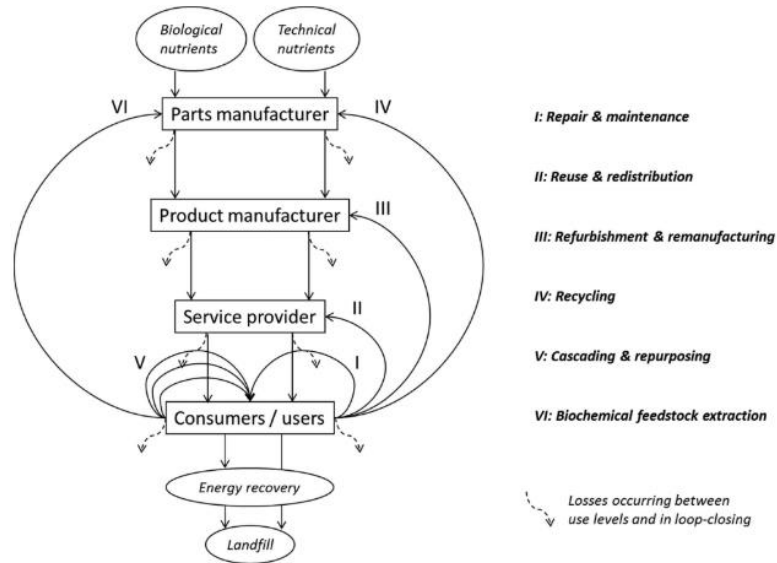 Biological
nutrients
Technical
nutrients
VI
IV
Parts manufacturer
I: Repair & maintenance
II: Reuse & redistribution
Product manufacturer
III
III: Refurbishment & remanufacturing
IV: Recycling
Service provider
II
V
I
V: Cascading & repurposing
Consumers / users
VI: Biochemical feedstock extraction
Energy recovery
Losses occurring between
use levels and in loop-closing
Landfill